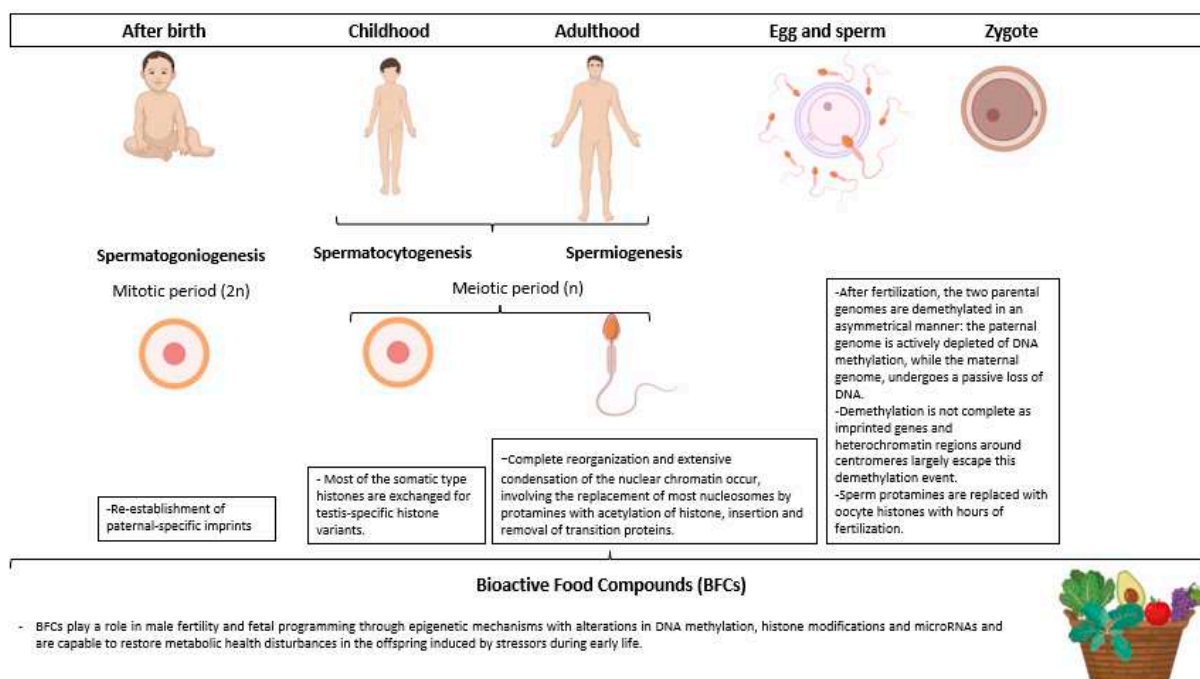 After birth
Childhood
Adulthood
Egg and sperm
Zygote
Spermatogoniogenesis
Spermatocytogenesis
Spermiogenesis
Mitotic period (2n)
Meiotic period (n)
-Re-establishment of
paternal-specific imprints
- Most of the somatic type
histones are exchanged for
testis-specific histone
variants.
-Complete reorganization and extensive
condensation of the nuclear chromatin occur,
involving the replacement of most nucleosomes by
protamines with acetylation of histone, insertion and
removal of transition proteins.
-After fertilization, the two parental
genomes are demethylated in an
asymmetrical manner: the paternal
genome is actively depleted of DNA
methylation, while the maternal
genome, undergoes a passive loss of
DNA.
-Demethylation is not complete as
imprinted genes and
heterochromatin regions around
centromeres largely escape this
demethylation event.
-Sperm protamines are replaced with
oocyte histones with hours of
fertilization.
Bioactive Food Compounds (BFCs)
- BFCs play a role in male fertility and fetal programming through epigenetic mechanisms with alterations in DNA methylation, histone modifications and microRNAs and
are capable to restore metabolic health disturbances in the offspring induced by stressors during early life.